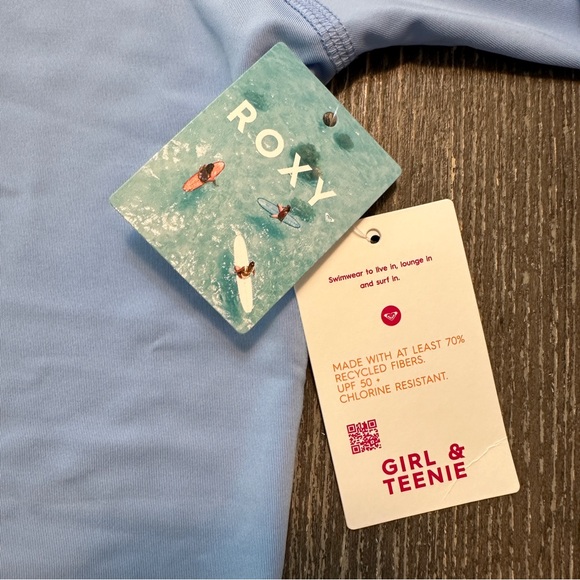 ROXY
Swimwear to live in, lounge in
and surf in.
MADE WITH AT LEAST 70%
RECYCLED FIBERS.
UPF 50 +
CHLORINE RESISTANT.
GIRL &
TEENIE